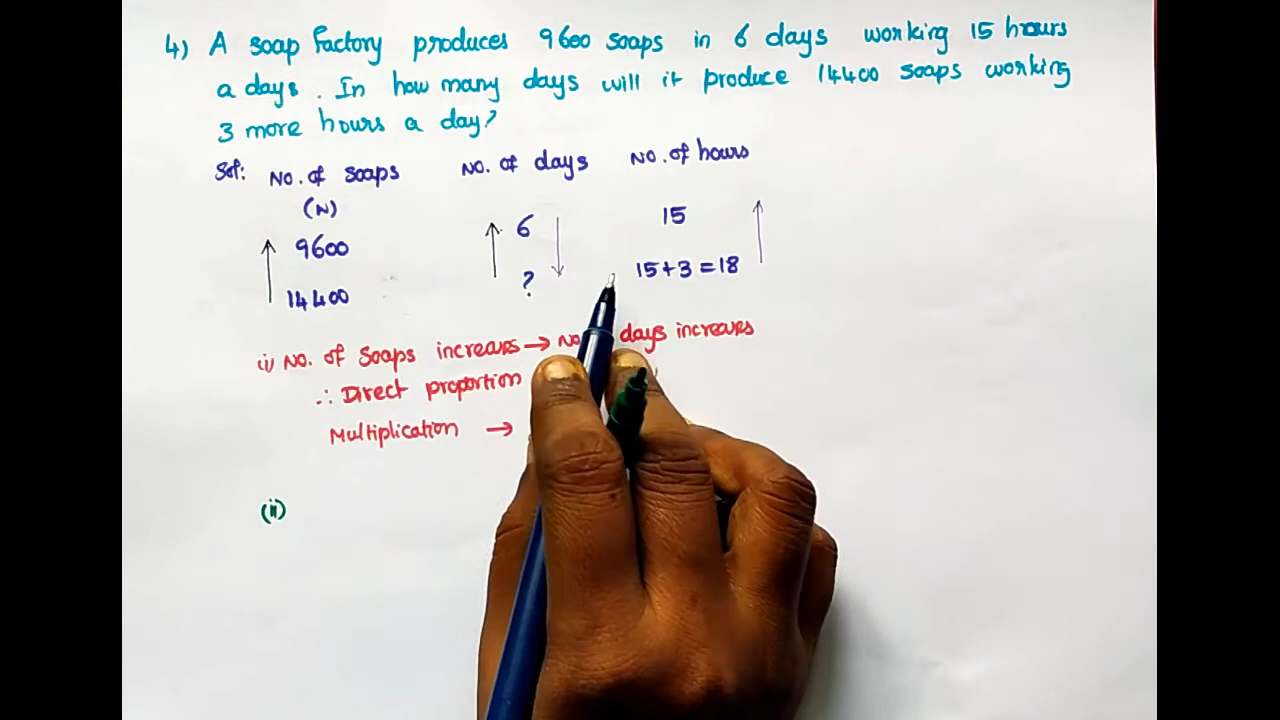 4) A soap factory produces 9600 soaps in 6 days working 15 hours
a days. In how many days will it produce 14400 soaps working
3 more hours a day?
Sol: No. of soaps No. of days No. of hours
(N)
9600 6 15
14400 ? 15+3=18
(i) No. of soaps increases → No days increases
∴ Direct proportion
Multiplication →
(ii)